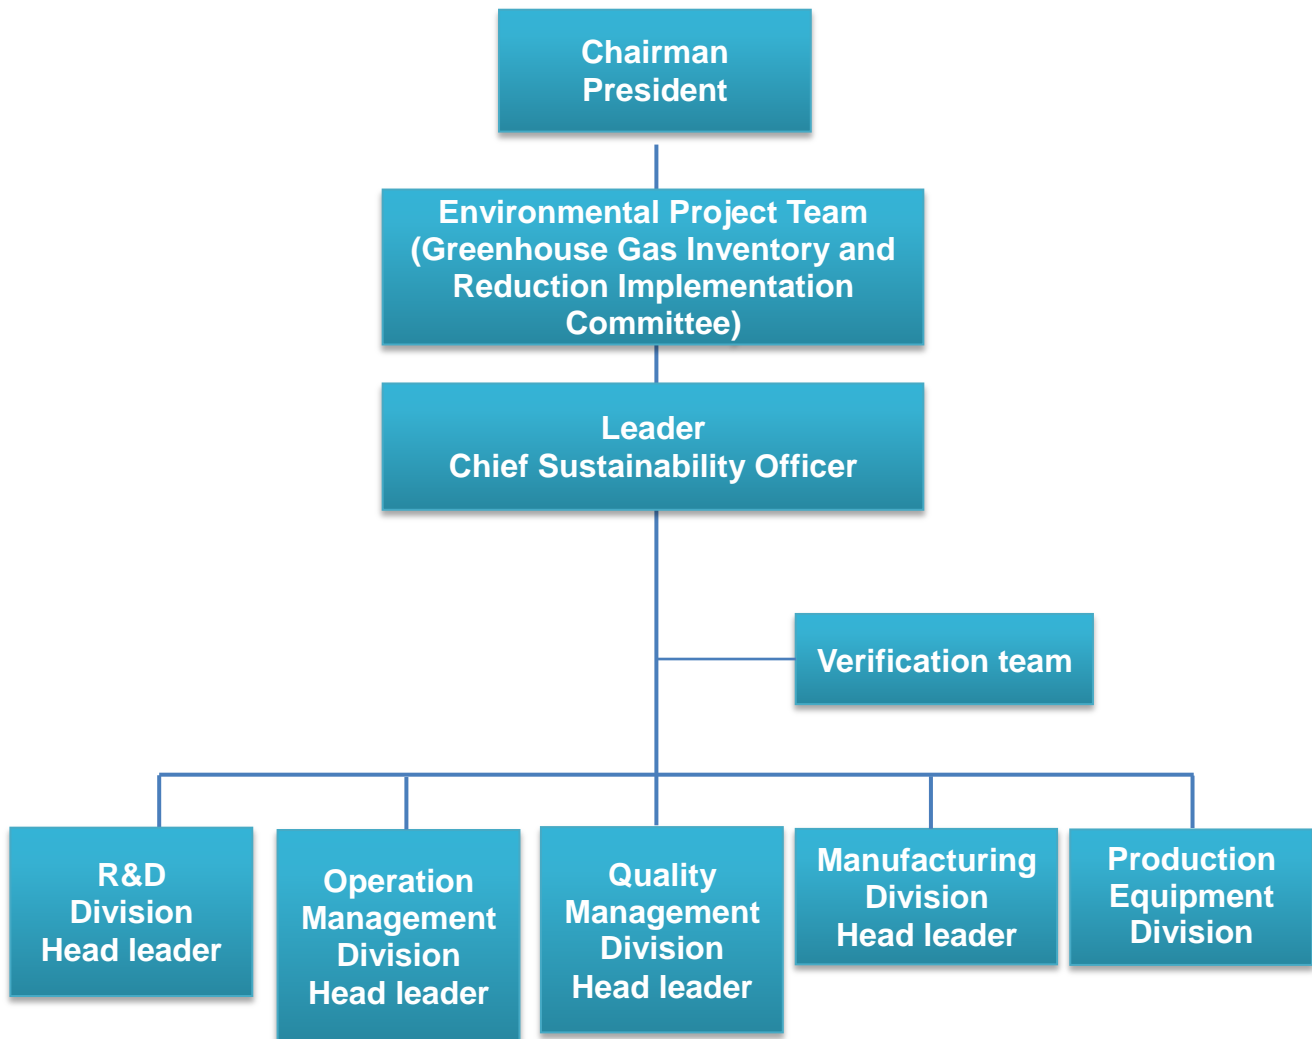 Chairman
President
Environmental Project Team
(Greenhouse Gas Inventory and
Reduction Implementation
Committee)
Leader
Chief Sustainability Officer
Verification team
R&D
Division
Head leader
Operation
Management
Division
Head leader
Quality
Management
Division
Head leader
Manufacturing
Division
Head leader
Production
Equipment
Division